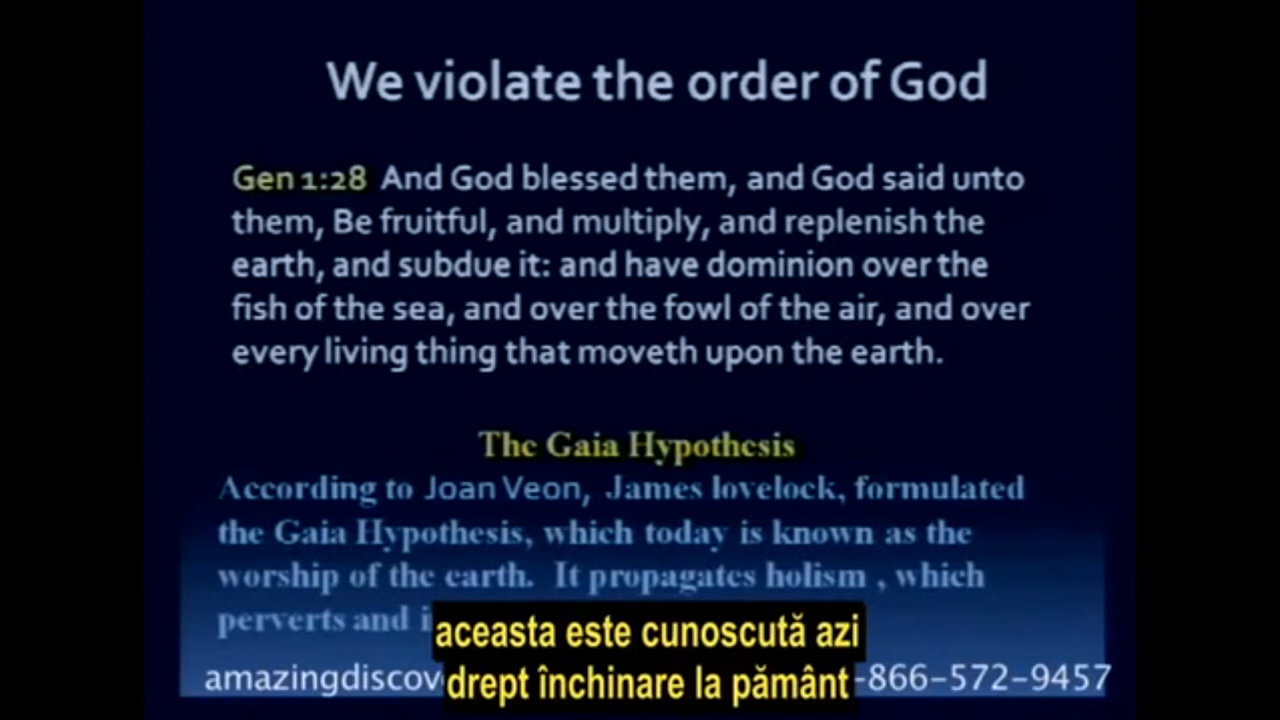 We violate the order of God
Gen 1:28 And God blessed them, and God said unto
them, Be fruitful, and multiply, and replenish the
earth, and subdue it: and have dominion over the
fish of the sea, and over the fowl of the air, and over
every living thing that moveth upon the earth.
The Gaia Hypothesis
According to Joan Veon, James lovelock, formulated
the Gaia Hypothesis, which today is known as the
worship of the earth. It propagates holism , which
perverts and
aceasta este cunoscută azi
amazingdiscov drept închinare la pământ -866-572-9457